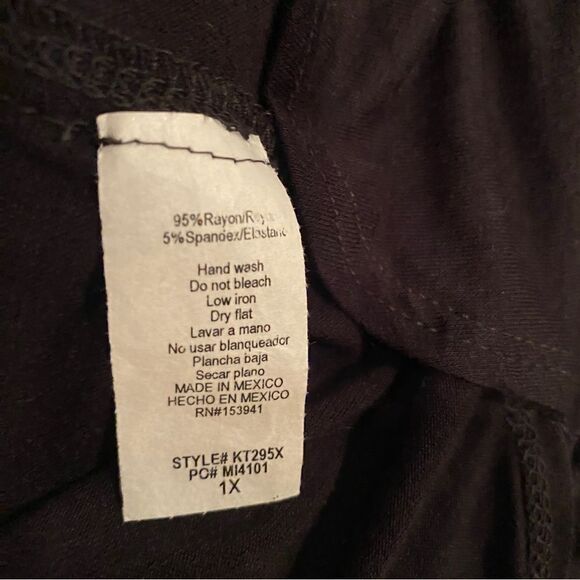 95%Rayon/
5%Spandex/Elastano
Hand wash
Do not bleach
Low iron
Dry flat
Lavar a mano
No usar blanqueador
Plancha baja
Secar plano
MADE IN MEXICO
HECHO EN MEXICO
RN#153941
STYLE# KT295X
PO# MI4101
1X